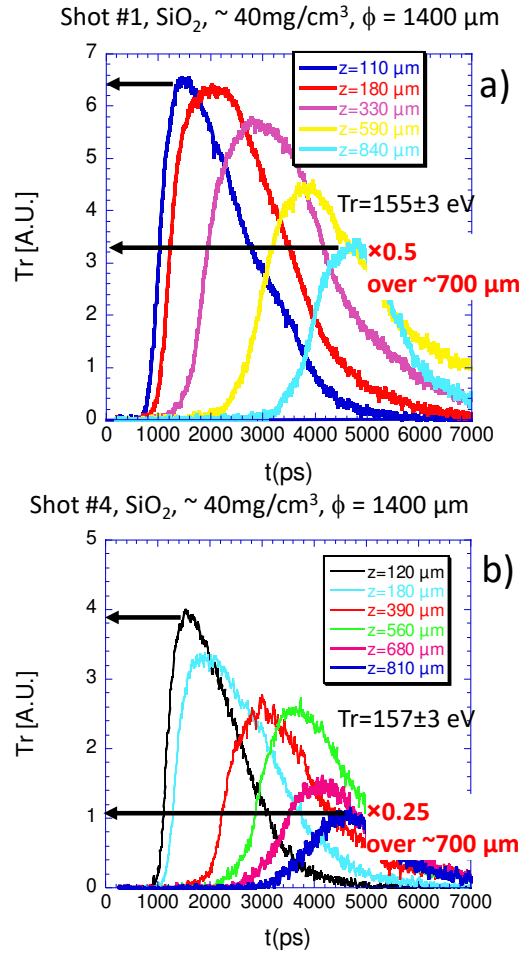 Shot #1, SiO₂, ~ 40mg/cm³, ϕ = 1400 µm
a)
7
6
5
4
3
2
1
0
Tr [A.U.]
z=110 µm
z=180 µm
z=330 µm
z=590 µm
z=840 µm
Tr=155±3 eV
×0.5
over ~700 µm
0 1000 2000 3000 4000 5000 6000 7000
t(ps)
Shot #4, SiO₂, ~ 40mg/cm³, ϕ = 1400 µm
b)
5
4
3
2
1
0
Tr [A.U.]
z=120 µm
z=180 µm
z=390 µm
z=560 µm
z=680 µm
z=810 µm
Tr=157±3 eV
×0.25
over ~700 µm
0 1000 2000 3000 4000 5000 6000 7000
t(ps)